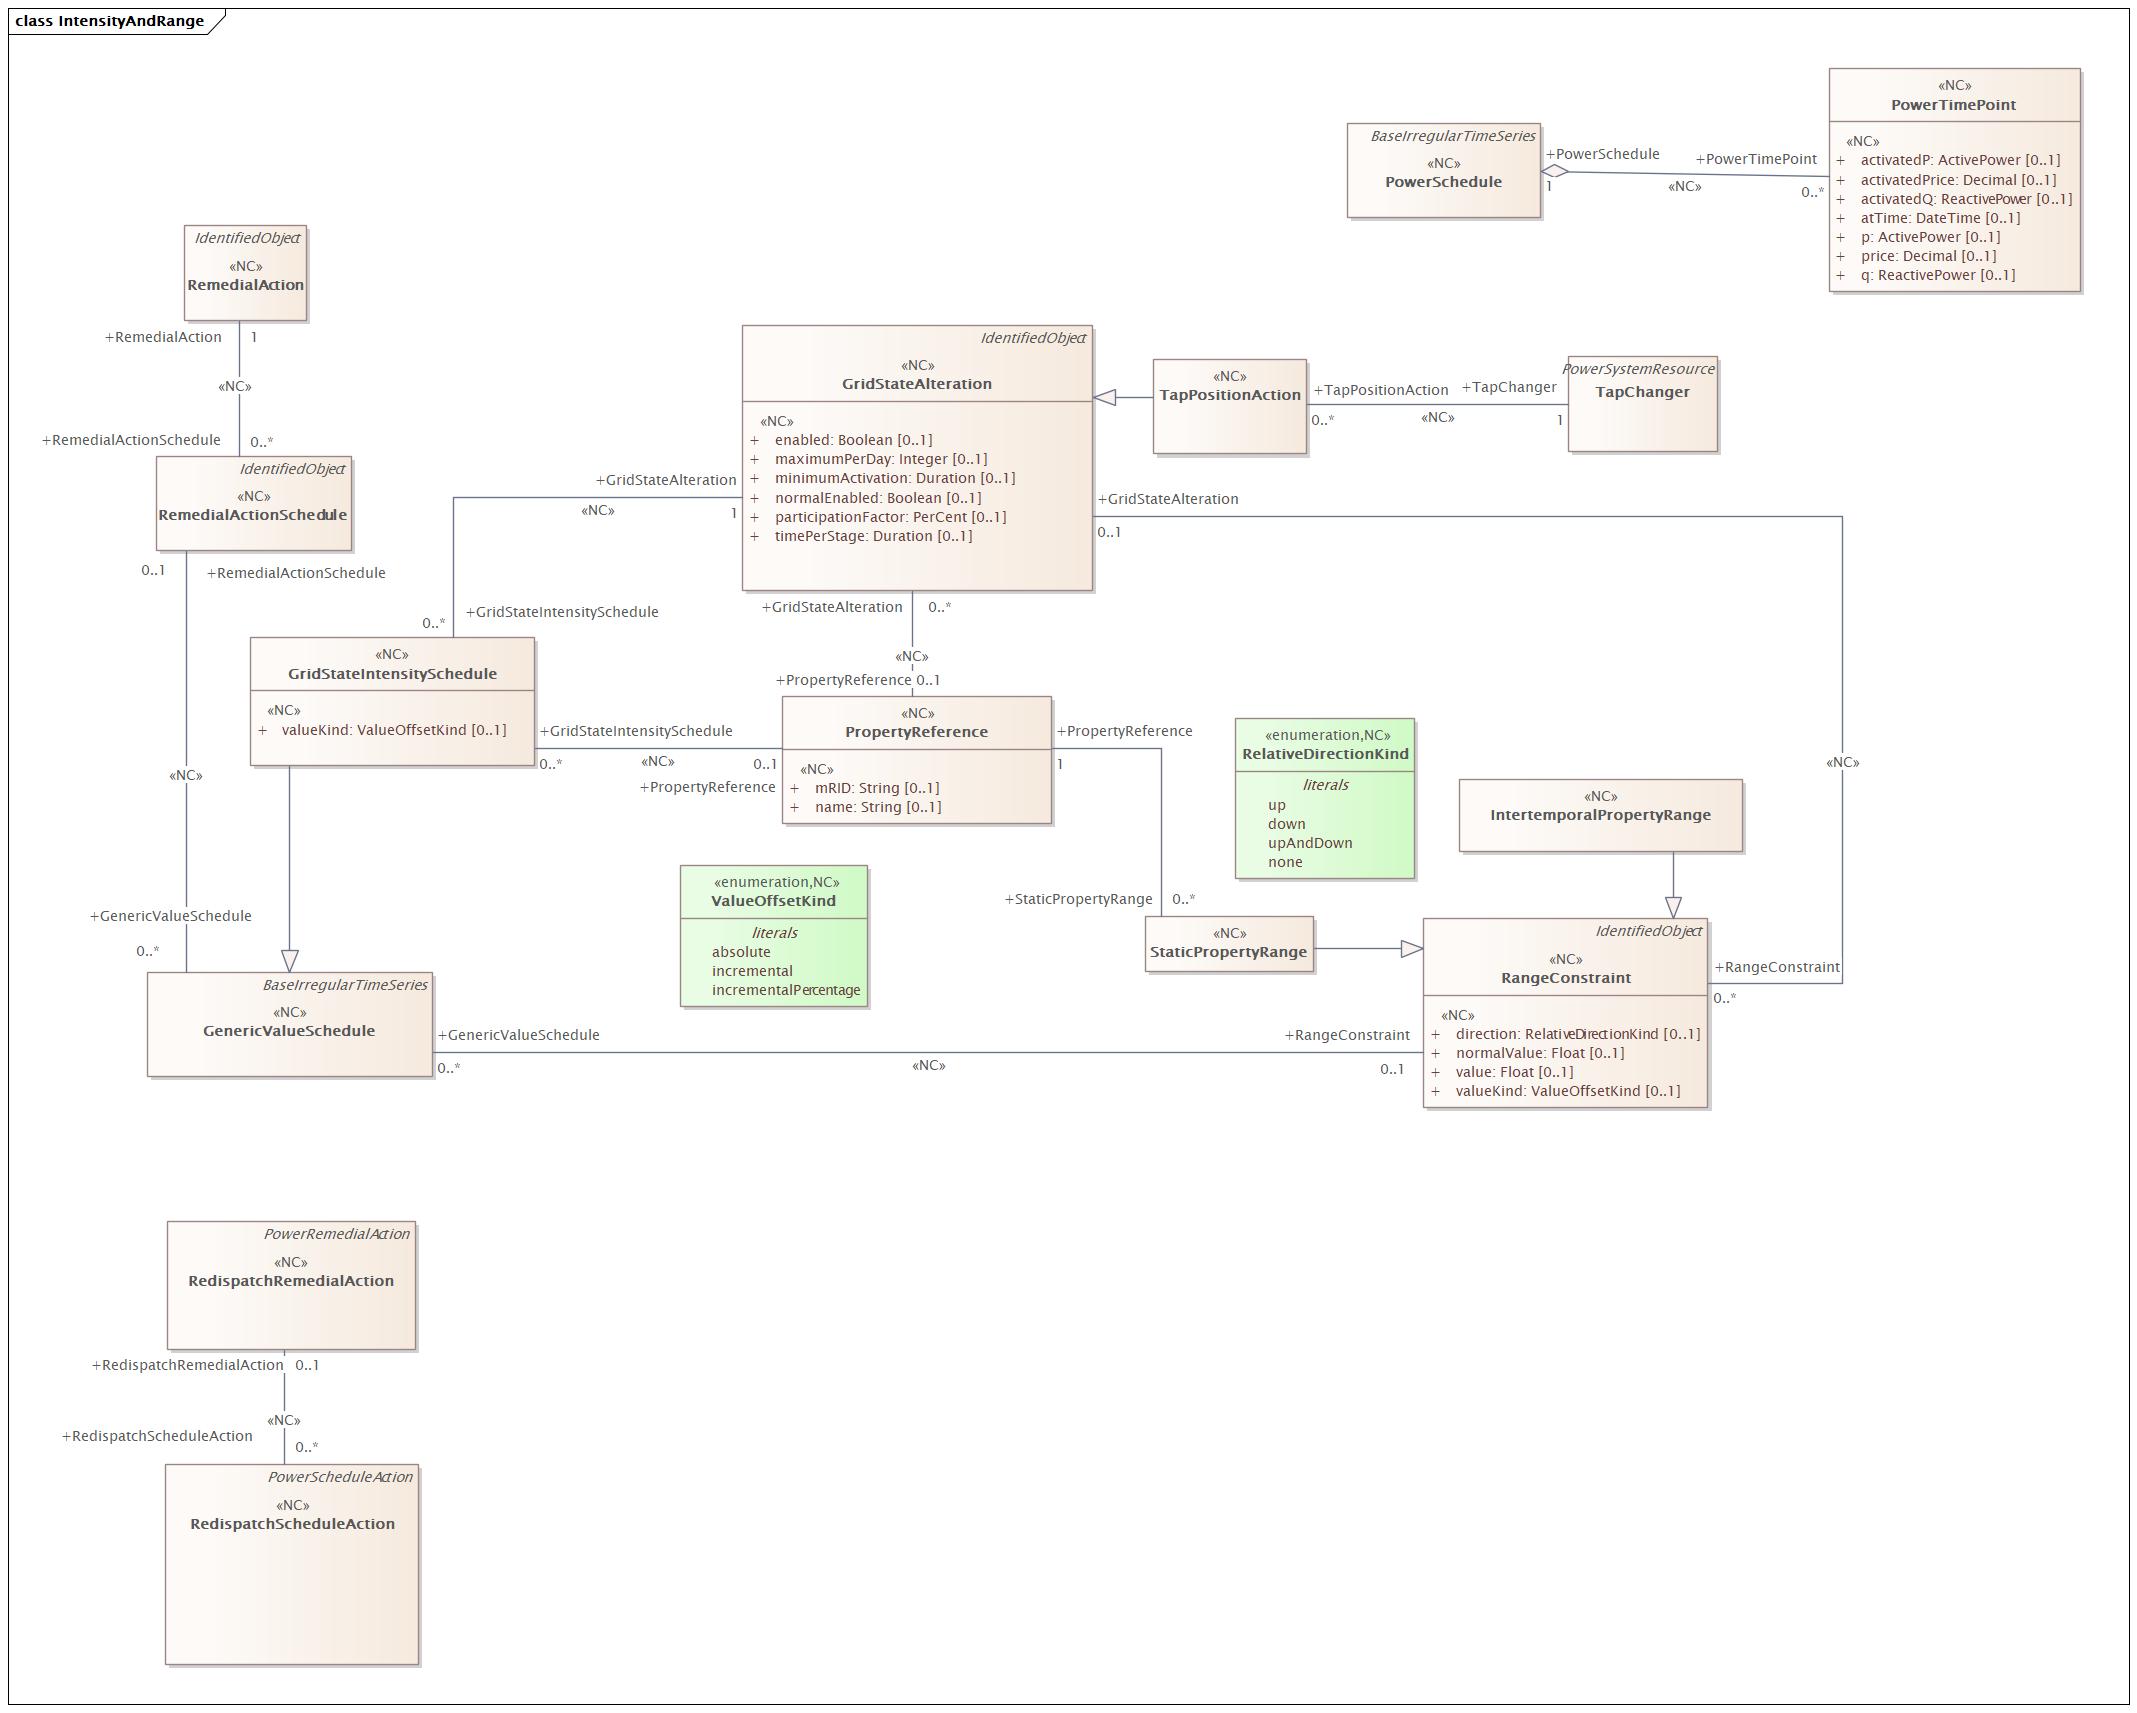 class IntensityAndRange
«NC»
PowerTimePoint
«NC»
+ activatedP: ActivePower [0..1]
+ activatedPrice: Decimal [0..1]
+ activatedQ: ReactivePower [0..1]
+ atTime: DateTime [0..1]
+ p: ActivePower [0..1]
+ price: Decimal [0..1]
+ q: ReactivePower [0..1]
BaseIrregularTimeSeries
«NC»
PowerSchedule
+PowerSchedule
1
«NC»
+PowerTimePoint
0..*
IdentifiedObject
«NC»
RemedialAction
+RemedialAction
1
«NC»
+RemedialActionSchedule
0..*
IdentifiedObject
«NC»
RemedialActionSchedule
0..1
+RemedialActionSchedule
«NC»
+GenericValueSchedule
0..*
IdentifiedObject
«NC»
GridStateAlteration
«NC»
+ enabled: Boolean [0..1]
+ maximumPerDay: Integer [0..1]
+ minimumActivation: Duration [0..1]
+ normalEnabled: Boolean [0..1]
+ participationFactor: PerCent [0..1]
+ timePerStage: Duration [0..1]
«NC»
TapPositionAction
+TapPositionAction
0..*
«NC»
+TapChanger
1
PowerSystemResource
TapChanger
+GridStateAlteration
1
«NC»
+GridStateIntensitySchedule
0..*
+GridStateAlteration
0..1
«NC»
+RangeConstraint
0..*
+GridStateAlteration
0..*
«NC»
+PropertyReference 0..1
«NC»
GridStateIntensitySchedule
«NC»
+ valueKind: ValueOffsetKind [0..1]
+GridStateIntensitySchedule
0..*
«NC»
0..1
+PropertyReference
«NC»
PropertyReference
«NC»
+ mRID: String [0..1]
+ name: String [0..1]
+PropertyReference
1
+StaticPropertyRange
0..*
«enumeration,NC»
RelativeDirectionKind
literals
up
down
upAndDown
none
«NC»
IntertemporalPropertyRange
«enumeration,NC»
ValueOffsetKind
literals
absolute
incremental
incrementalPercentage
«NC»
StaticPropertyRange
IdentifiedObject
«NC»
RangeConstraint
«NC»
+ direction: RelativeDirectionKind [0..1]
+ normalValue: Float [0..1]
+ value: Float [0..1]
+ valueKind: ValueOffsetKind [0..1]
BaseIrregularTimeSeries
«NC»
GenericValueSchedule
+GenericValueSchedule
0..*
«NC»
+RangeConstraint
0..1
PowerRemedialAction
«NC»
RedispatchRemedialAction
+RedispatchRemedialAction
0..1
«NC»
+RedispatchScheduleAction
0..*
PowerScheduleAction
«NC»
RedispatchScheduleAction